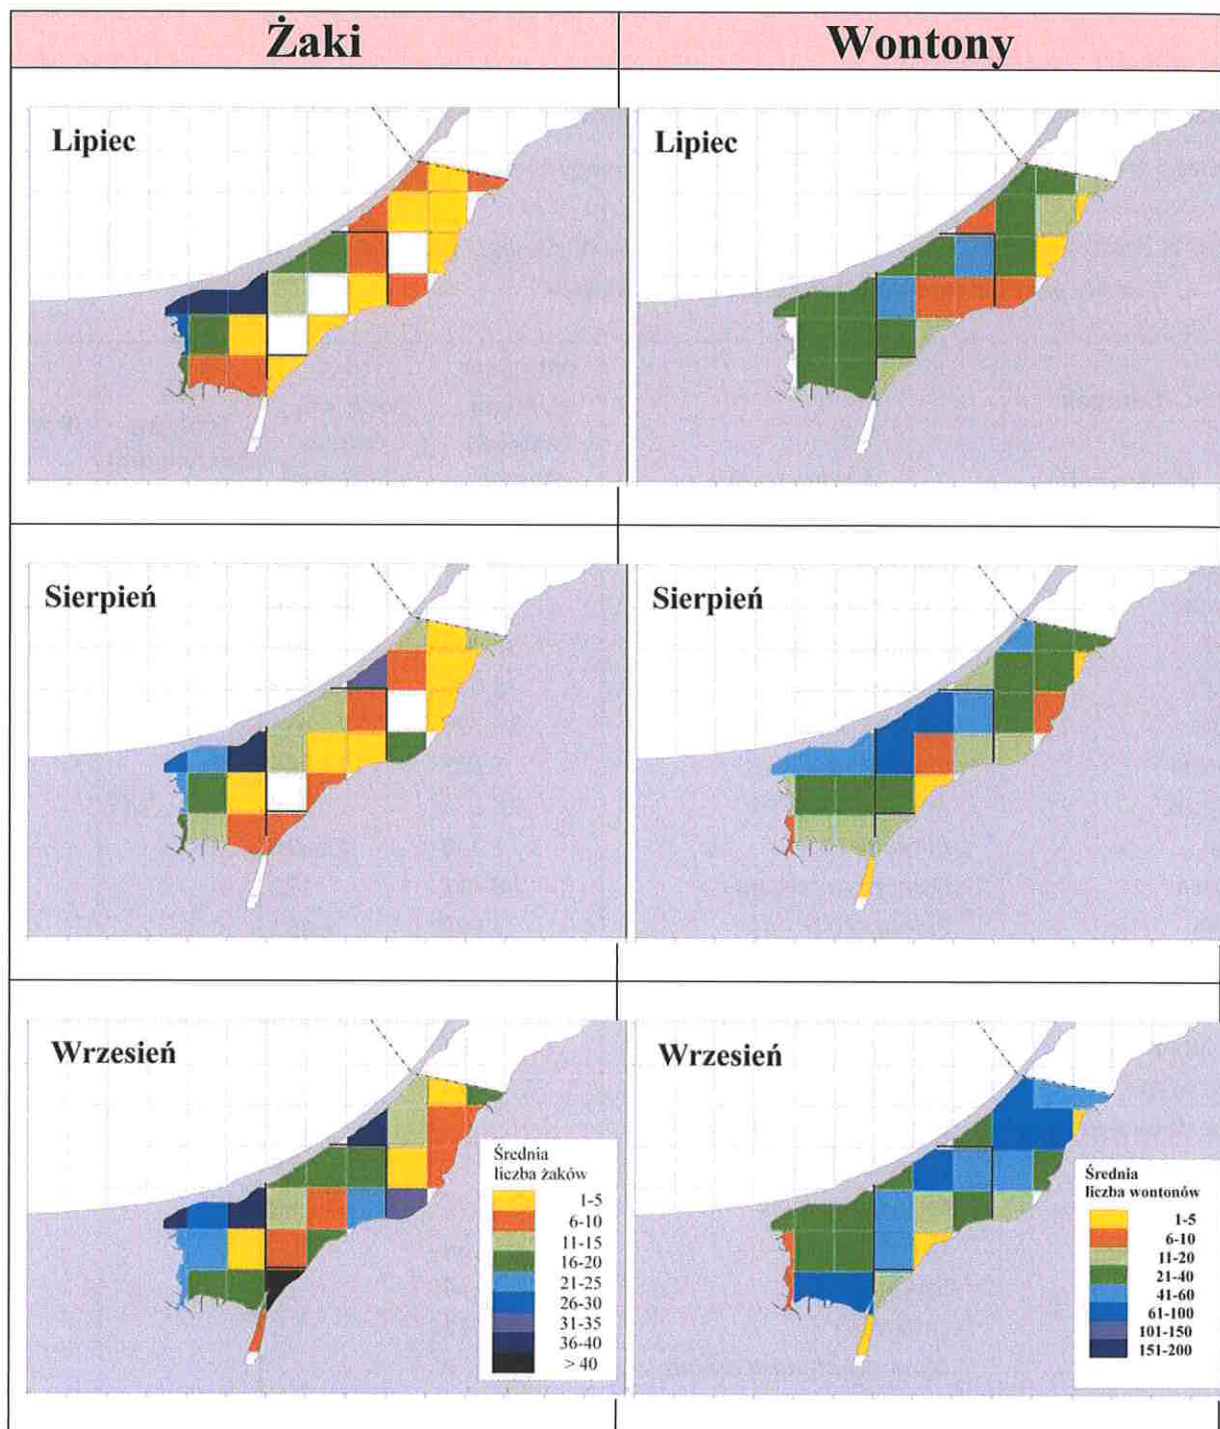 Żaki
Wontony
Lipiec
Lipiec
Sierpień
Sierpień
Wrzesień
Wrzesień
Średnia
liczba żaków
1-5
6-10
11-15
16-20
21-25
26-30
31-35
36-40
> 40
Średnia
liczba wontonów
1-5
6-10
11-20
21-40
41-60
61-100
101-150
151-200